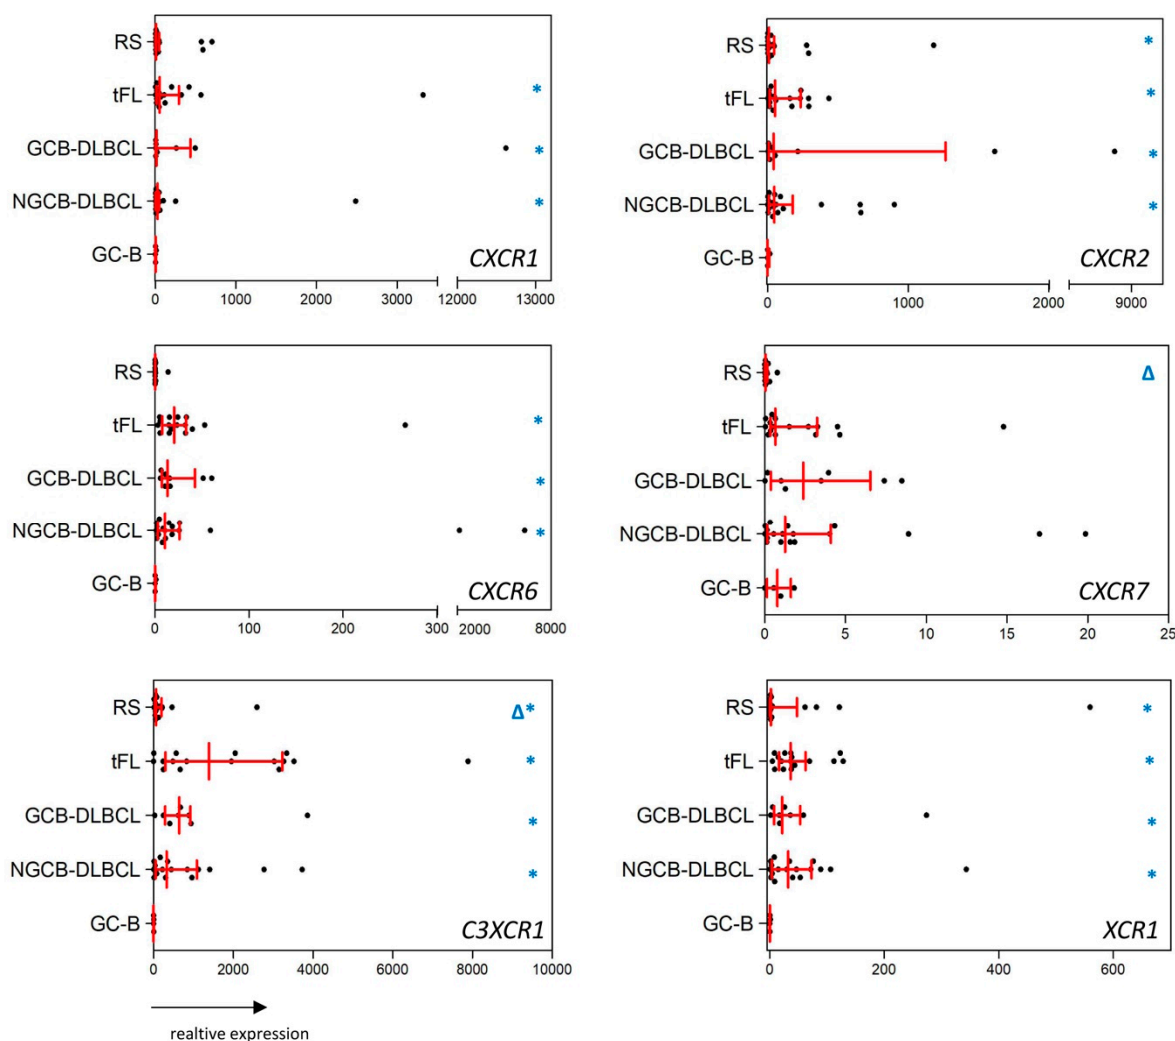 RS
*
tFL
*
GCB-DLBCL
*
NGCB-DLBCL
*
GC-B
CXCR1
0 1000 2000 3000 12000 13000
RS
*
tFL
*
GCB-DLBCL
*
NGCB-DLBCL
*
GC-B
CXCR2
0 1000 2000 9000
RS
tFL
*
GCB-DLBCL
*
NGCB-DLBCL
*
GC-B
CXCR6
0 100 200 300 2000 8000
RS
Δ
tFL
GCB-DLBCL
NGCB-DLBCL
GC-B
CXCR7
0 5 10 15 20 25
RS
Δ*
tFL
*
GCB-DLBCL
*
NGCB-DLBCL
*
GC-B
C3XCR1
0 2000 4000 6000 8000 10000
RS
*
tFL
*
GCB-DLBCL
*
NGCB-DLBCL
*
GC-B
XCR1
0 200 400 600
realtive expression